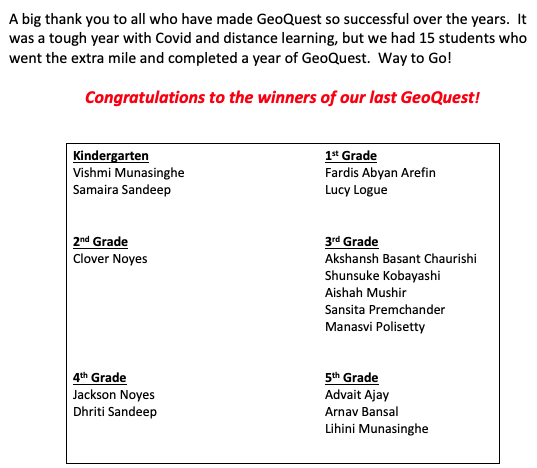 A big thank you to all who have made GeoQuest so successful over the years.  It
was a tough year with Covid and distance learning, but we had 15 students who
went the extra mile and completed a year of GeoQuest.  Way to Go!
Congratulations to the winners of our last GeoQuest!
Kindergarten
Vishmi Munasinghe
Samaira Sandeep
1st Grade
Fardis Abyan Arefin
Lucy Logue
2nd Grade
Clover Noyes
3rd Grade
Akshansh Basant Chaurishi
Shunsuke Kobayashi
Aishah Mushir
Sansita Premchander
Manasvi Polisetty
4th Grade
Jackson Noyes
Dhriti Sandeep
5th Grade
Advait Ajay
Arnav Bansal
Lihini Munasinghe